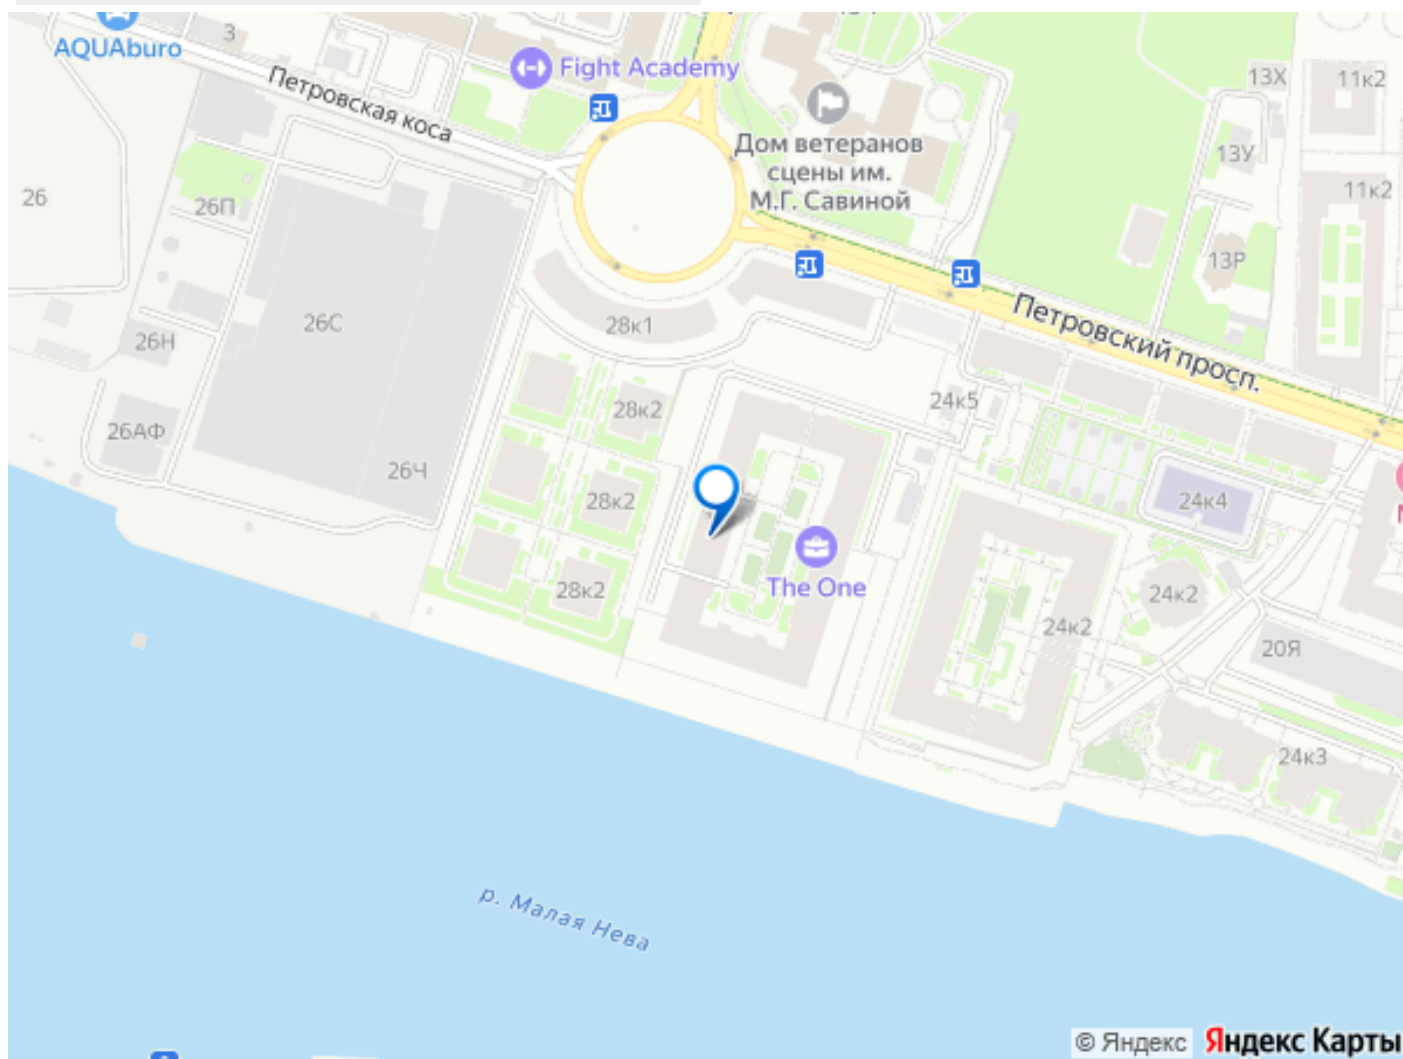 AQUAburo
3
Fight Academy
Петровская коса
Дом ветеранов
сцены им.
М.Г. Савиной
13Х
11к2
13У
11к2
26
26П
13Р
26С
28к1
26Н
Петровский просп.
28к2
24к5
26АФ
26Ч
28к2
24к4
The One
28к2
24к2
24к2
20Я
24к3
р. Малая Нева
© Яндекс Яндекс Карты